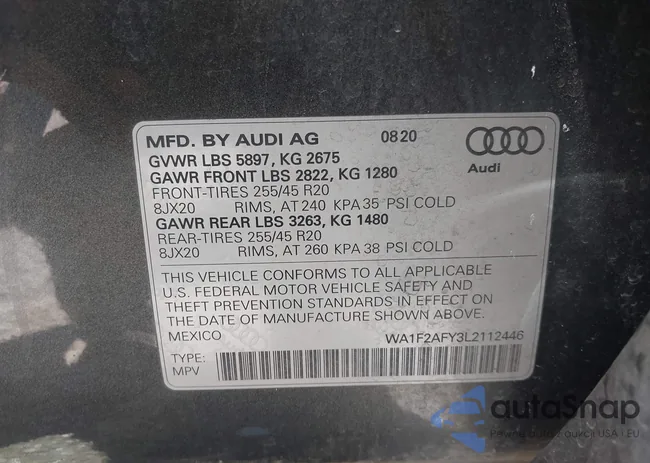 MFD. BY AUDI AG 0820
GVWR LBS 5897, KG 2675
GAWR FRONT LBS 2822, KG 1280
FRONT-TIRES 255/45 R20
8JX20 RIMS, AT 240 KPA 35 PSI COLD
GAWR REAR LBS 3263, KG 1480
REAR-TIRES 255/45 R20
8JX20 RIMS, AT 260 KPA 38 PSI COLD
Audi
THIS VEHICLE CONFORMS TO ALL APPLICABLE
U.S. FEDERAL MOTOR VEHICLE SAFETY AND
THEFT PREVENTION STANDARDS IN EFFECT ON
THE DATE OF MANUFACTURE SHOWN ABOVE.
MEXICO WA1F2AFY3L2112446
TYPE:
MPV
autoSnap